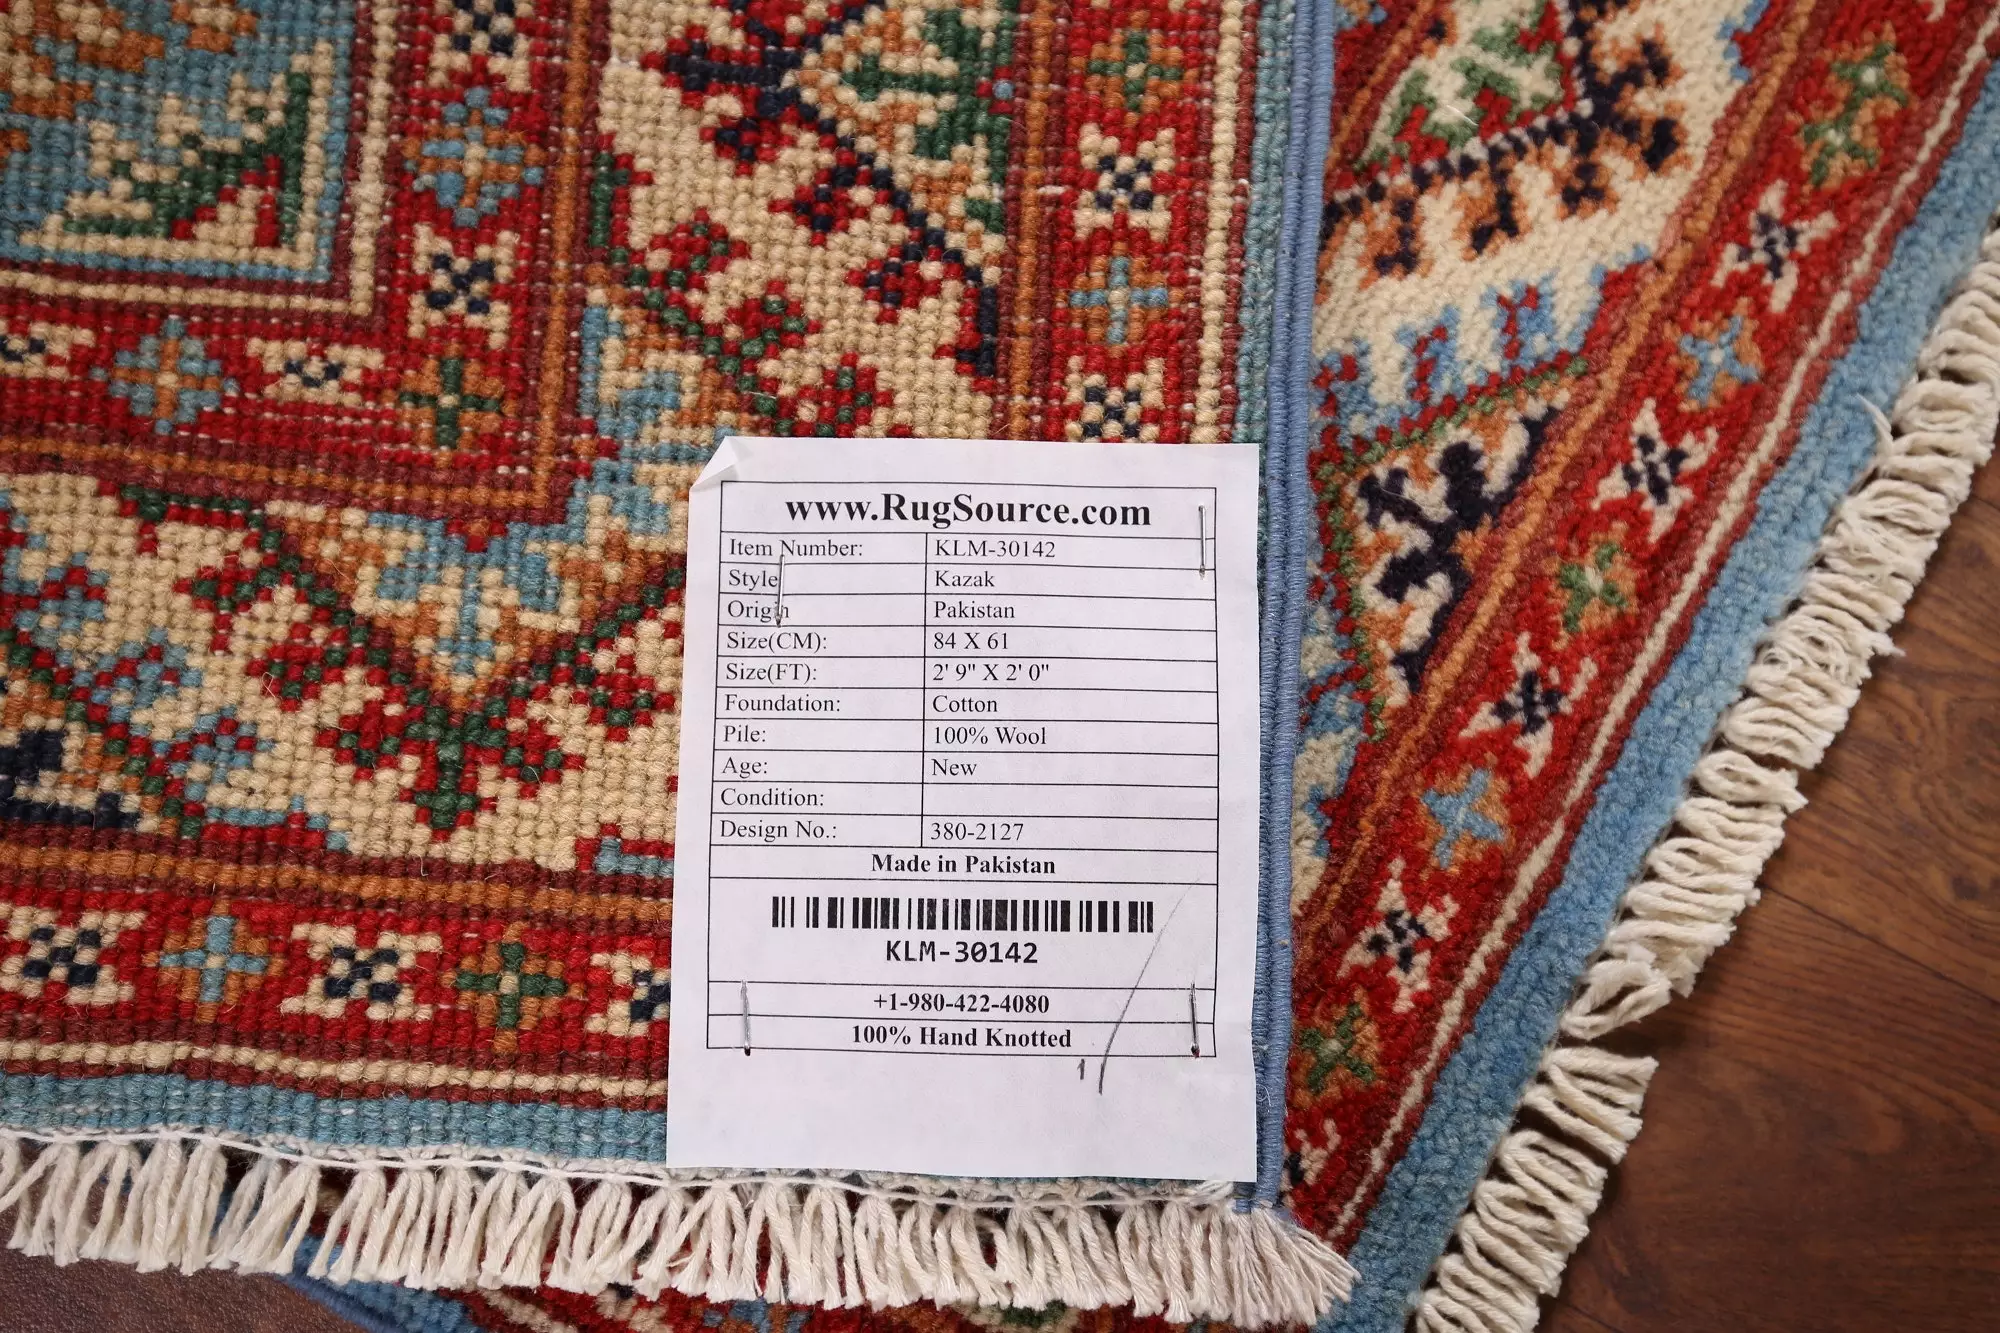 www.RugSource.com
Item Number: KLM-30142
Style Kazak
Origin Pakistan
Size(CM): 84 X 61
Size(FT): 2' 9" X 2' 0"
Foundation: Cotton
Pile: 100% Wool
Age: New
Condition:
Design No.: 380-2127
Made in Pakistan
KLM-30142
+1-980-422-4080
100% Hand Knotted